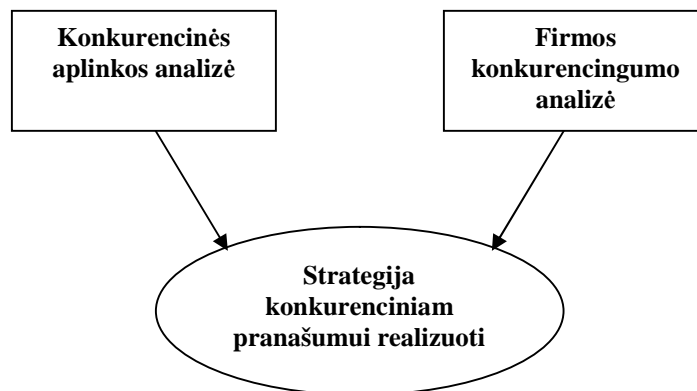 Konkurencinės
aplinkos analizė
Firmos
konkurencingumo
analizė
Strategija
konkurenciniam
pranašumui realizuoti